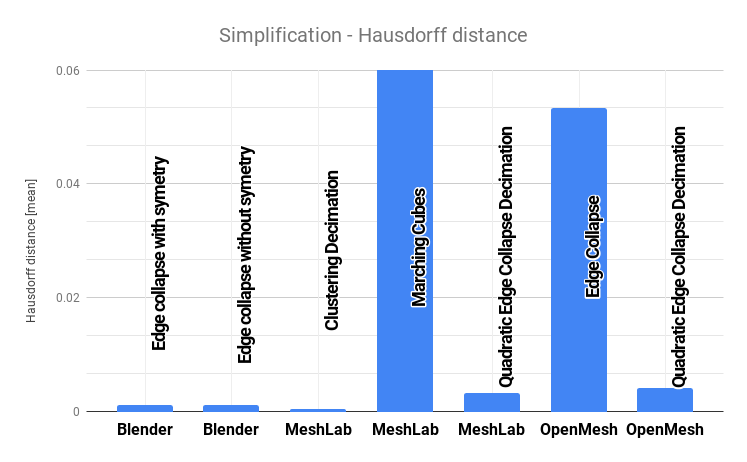 Simplification - Hausdorff distance
Hausdorff distance [mean]
0.06
0.04
0.02
0
Edge collapse with symetry
Edge collapse without symetry
Clustering Decimation
Marching Cubes
Quadratic Edge Collapse Decimation
Edge Collapse
Quadratic Edge Collapse Decimation
Blender
Blender
MeshLab
MeshLab
MeshLab
OpenMesh
OpenMesh